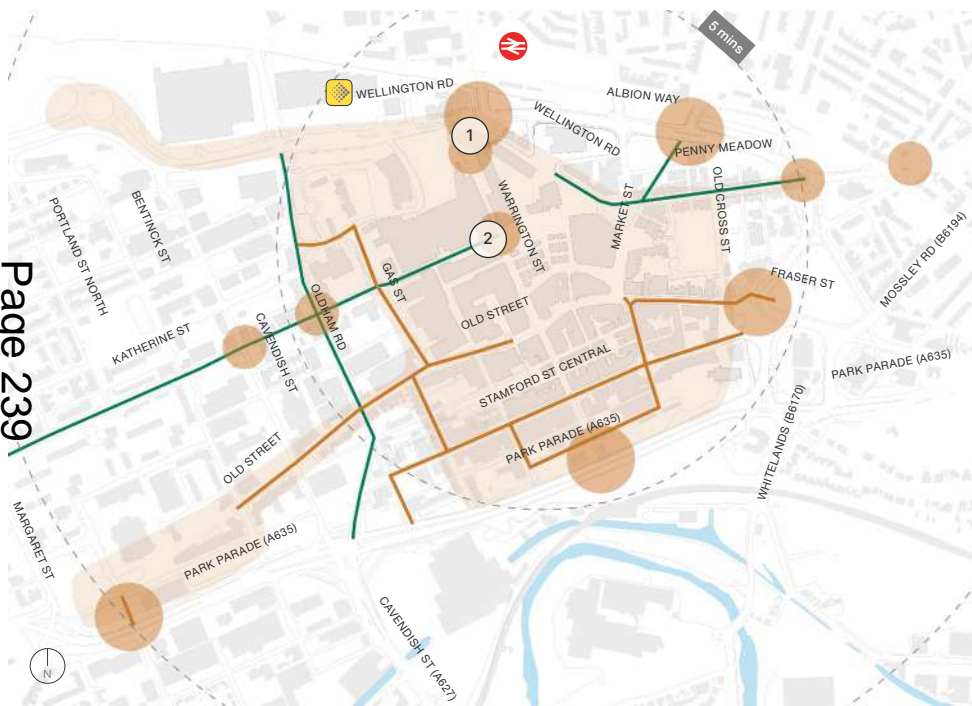 5 mins
WELLINGTON RD
ALBION WAY
WELLINGTON RD
1
PENNY MEADOW
OLD CROSS ST
MARKET ST
WARRINGTON ST
2
BENTINCK ST
PORTLAND ST NORTH
MOSSLEY RD (B6194)
Page 239
GAS ST
FRASER ST
OLDHAM RD
OLD STREET
CAVENDISH ST
KATHERINE ST
STAMFORD ST CENTRAL
PARK PARADE (A635)
PARK PARADE (A635)
WHITELANDS (B6170)
OLD STREET
MARGARET ST
PARK PARADE (A635)
CAVENDISH ST (A627)
N